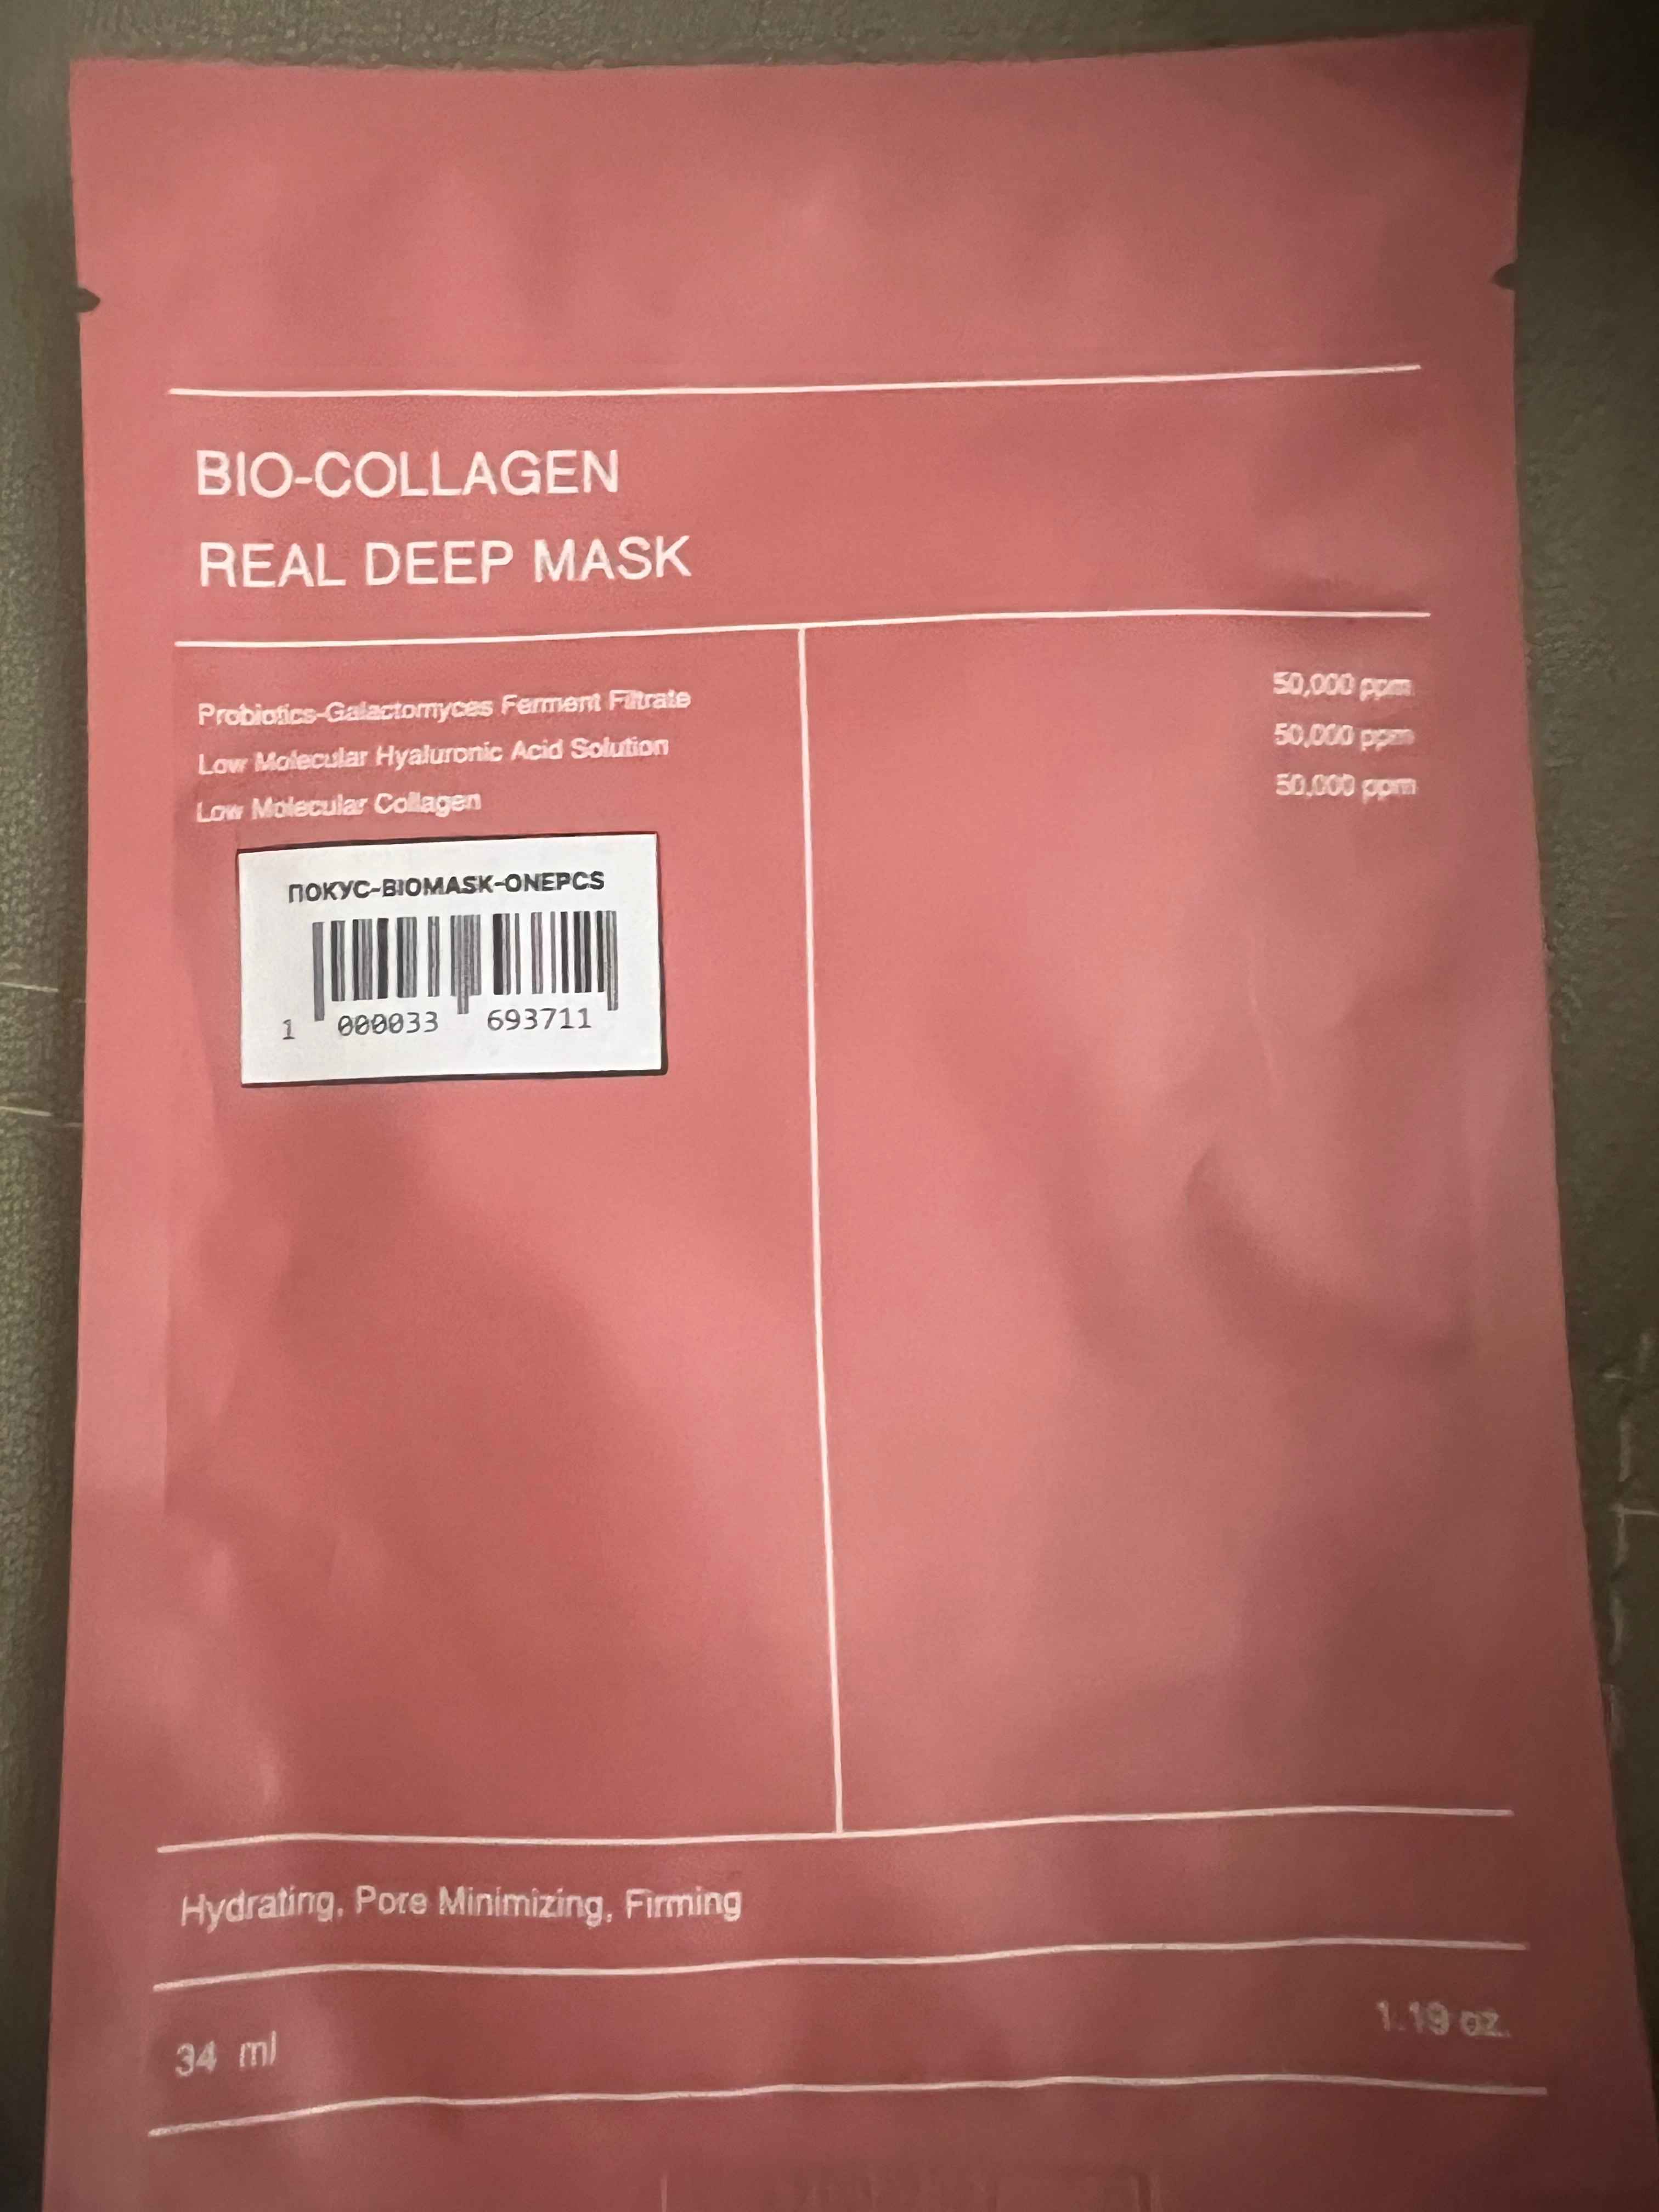 BIO-COLLAGEN
REAL DEEP MASK
Probiotics-Galactomyces Ferment Filtrate 50,000 ppm
Low Molecular Hyaluronic Acid Solution 50,000 ppm
Low Molecular Collagen 50,000 ppm
ПОКУС-BIOMASK-ONEPCS
1 000033 693711
Hydrating, Pore Minimizing, Firming
34 ml 1.19 oz.